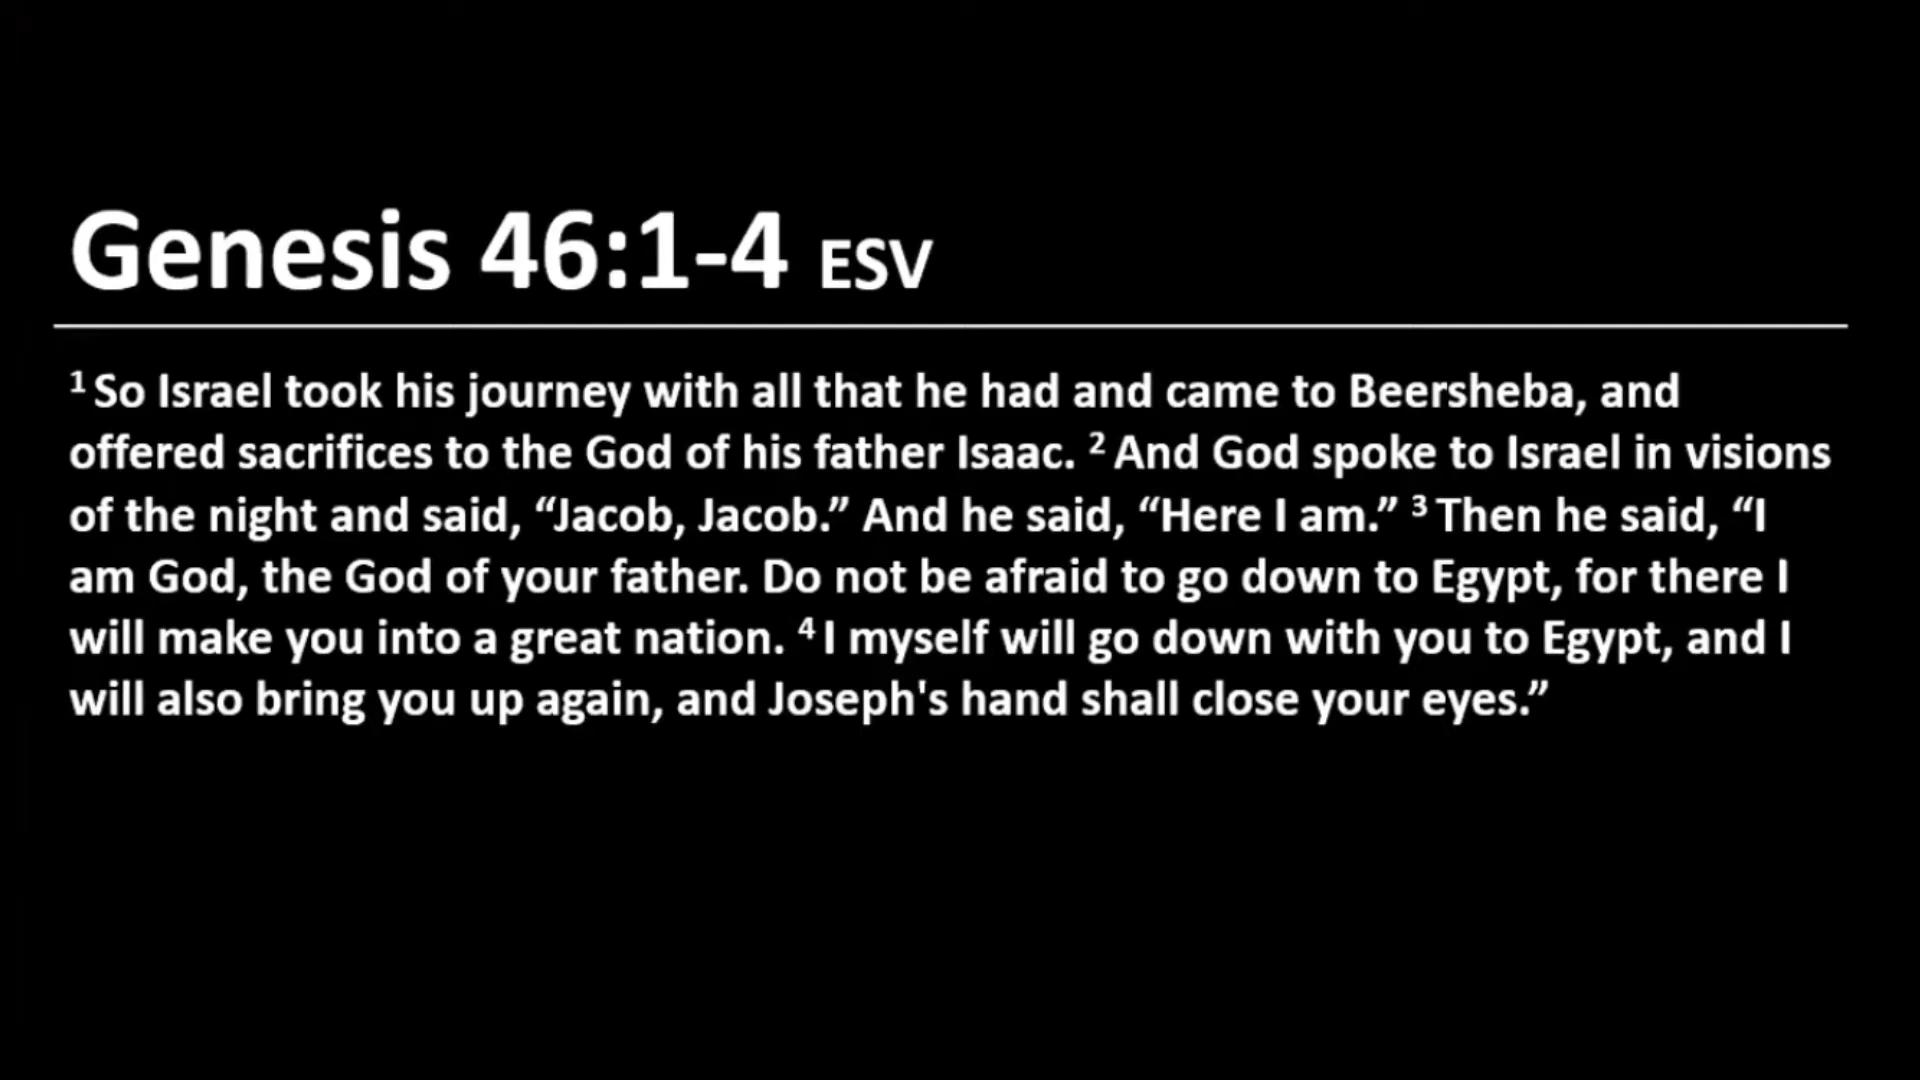 Genesis 46:1-4 ESV
¹ So Israel took his journey with all that he had and came to Beersheba, and
offered sacrifices to the God of his father Isaac. ² And God spoke to Israel in visions
of the night and said, “Jacob, Jacob.” And he said, “Here I am.” ³ Then he said, “I
am God, the God of your father. Do not be afraid to go down to Egypt, for there I
will make you into a great nation. ⁴ I myself will go down with you to Egypt, and I
will also bring you up again, and Joseph's hand shall close your eyes.”